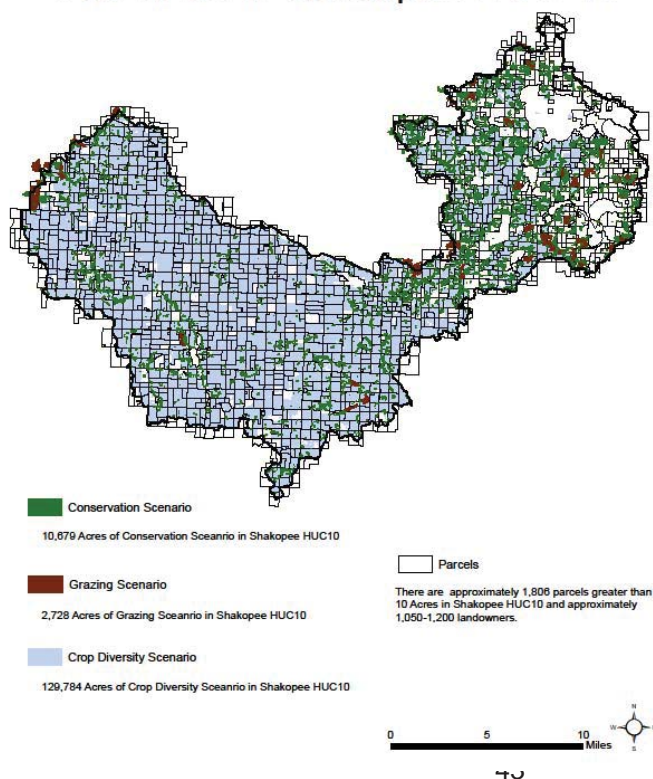 Conservation Scenario
10,679 Acres of Conservation Sceanrio in Shakopee HUC10
Grazing Scenario
2,728 Acres of Grazing Sceanrio in Shakopee HUC10
Crop Diversity Scenario
129,784 Acres of Crop Diversity Sceanrio in Shakopee HUC10
Parcels
There are approximately 1,806 parcels greater than
10 Acres in Shakopee HUC10 and approximately
1,050-1,200 landowners.
N
W
S
0 5 10
Miles